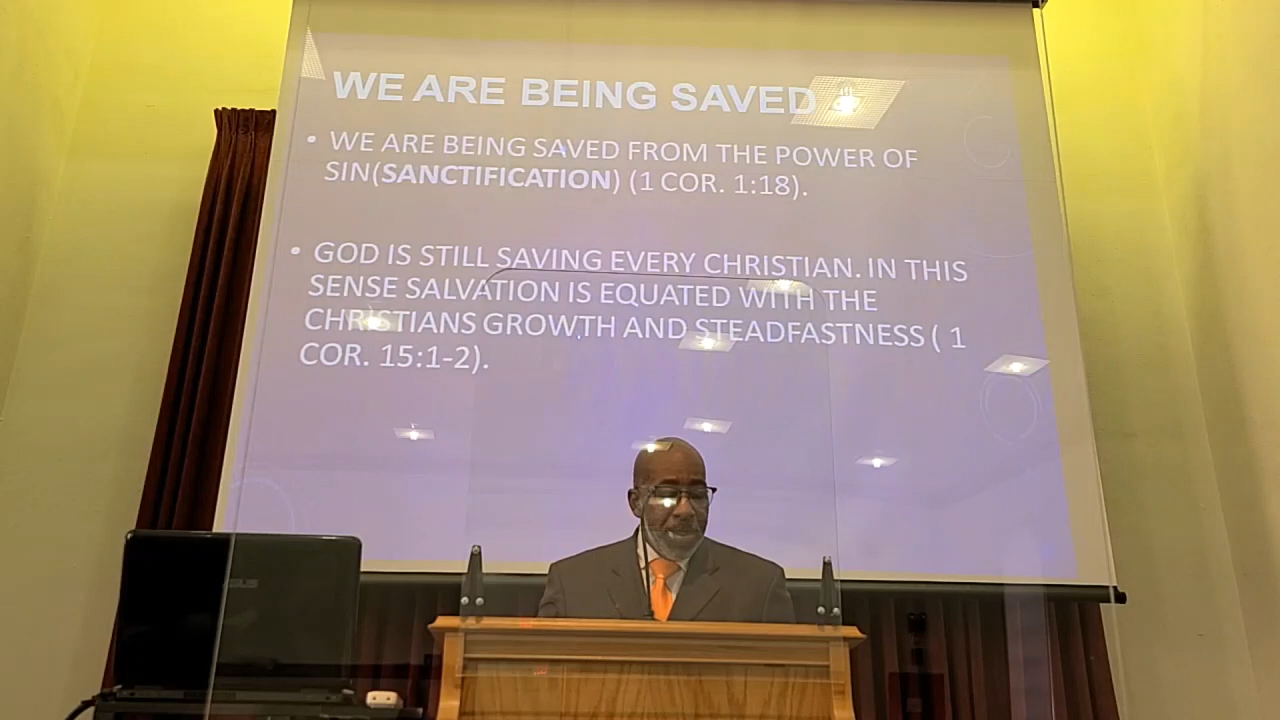 WE ARE BEING SAVED
• WE ARE BEING SAVED FROM THE POWER OF
SIN(SANCTIFICATION) (1 COR. 1:18).
• GOD IS STILL SAVING EVERY CHRISTIAN. IN THIS
SENSE SALVATION IS EQUATED WITH THE
CHRISTIANS GROWTH AND STEADFASTNESS ( 1
COR. 15:1-2).
ASUS